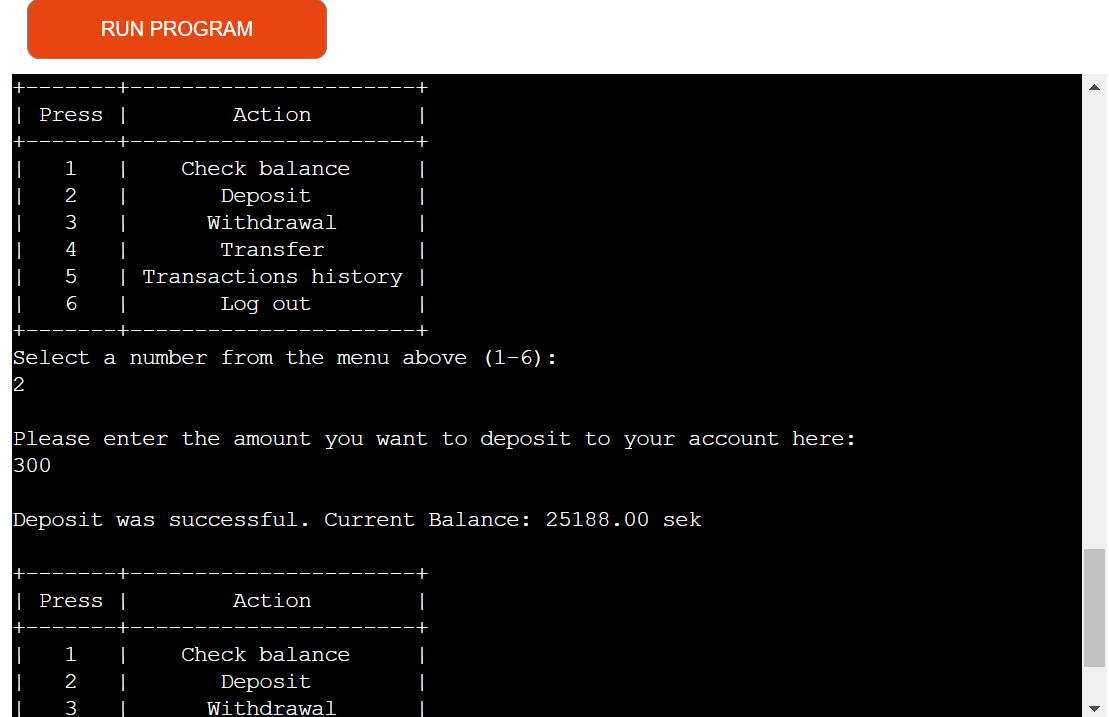 RUN PROGRAM
+-------+----------------------+
| Press |        Action        |
+-------+----------------------+
|   1   |    Check balance     |
|   2   |       Deposit        |
|   3   |      Withdrawal      |
|   4   |       Transfer       |
|   5   | Transactions history |
|   6   |       Log out        |
+-------+----------------------+
Select a number from the menu above (1-6):
2
Please enter the amount you want to deposit to your account here:
300
Deposit was successful. Current Balance: 25188.00 sek
+-------+----------------------+
| Press |        Action        |
+-------+----------------------+
|   1   |    Check balance     |
|   2   |       Deposit        |
|   3   |      Withdrawal      |